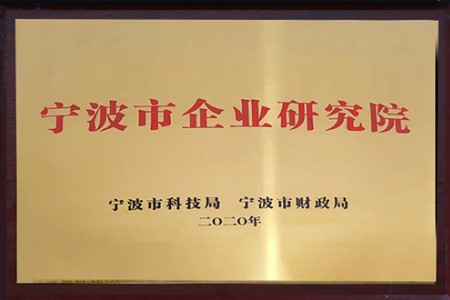 宁波市企业研究院
宁波市科技局 宁波市财政局
二〇二〇年